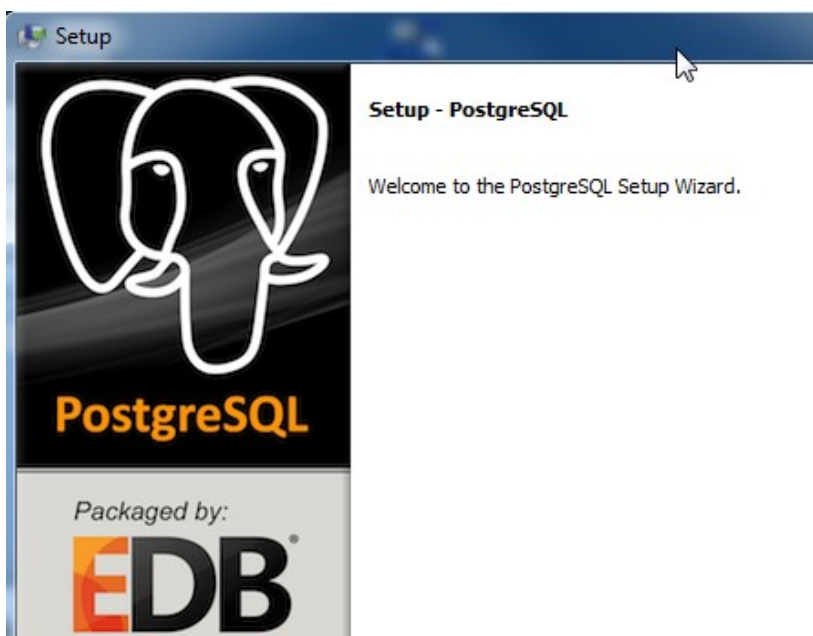 Setup
Setup - PostgreSQL
Welcome to the PostgreSQL Setup Wizard.
PostgreSQL
Packaged by:
EDB®